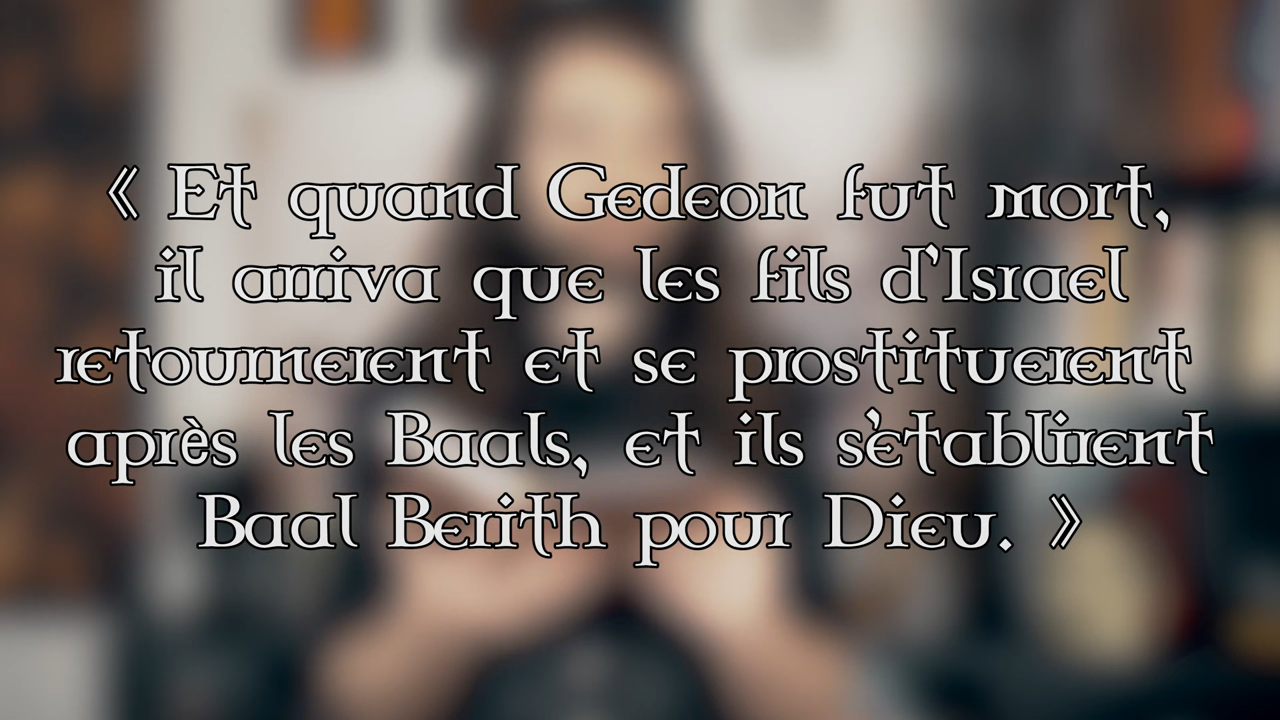 « Et quand Gedeon fut mort,
il arriva que les fils d'Israel
retournerent et se prostituerent
après les Baals, et ils s'établirent
Baal Berith pour Dieu. »